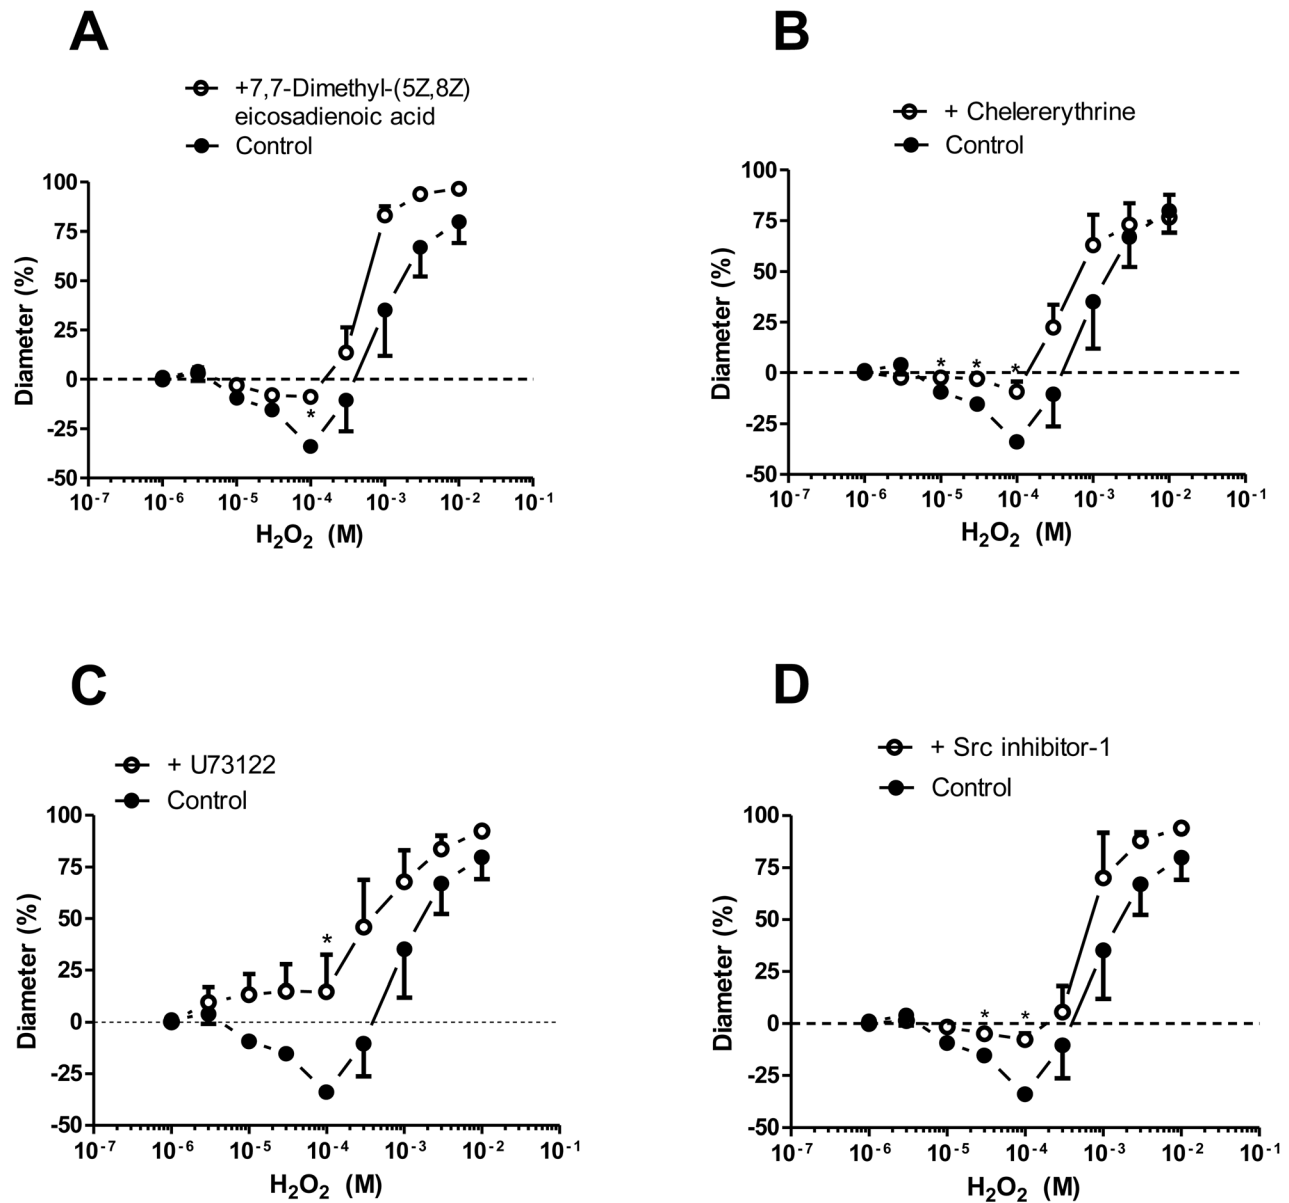 A
+7,7-Dimethyl-(5Z,8Z)
eicosadienoic acid
Control
100
75
50
25
0
-25
-50
*
Diameter (%)
10⁻⁷ 10⁻⁶ 10⁻⁵ 10⁻⁴ 10⁻³ 10⁻² 10⁻¹
H₂O₂ (M)
B
+ Chelererythrine
Control
100
75
50
25
0
-25
-50
* * *
Diameter (%)
10⁻⁷ 10⁻⁶ 10⁻⁵ 10⁻⁴ 10⁻³ 10⁻² 10⁻¹
H₂O₂ (M)
C
+ U73122
Control
100
75
50
25
0
-25
-50
*
Diameter (%)
10⁻⁷ 10⁻⁶ 10⁻⁵ 10⁻⁴ 10⁻³ 10⁻² 10⁻¹
H₂O₂ (M)
D
+ Src inhibitor-1
Control
100
75
50
25
0
-25
-50
* *
Diameter (%)
10⁻⁷ 10⁻⁶ 10⁻⁵ 10⁻⁴ 10⁻³ 10⁻² 10⁻¹
H₂O₂ (M)